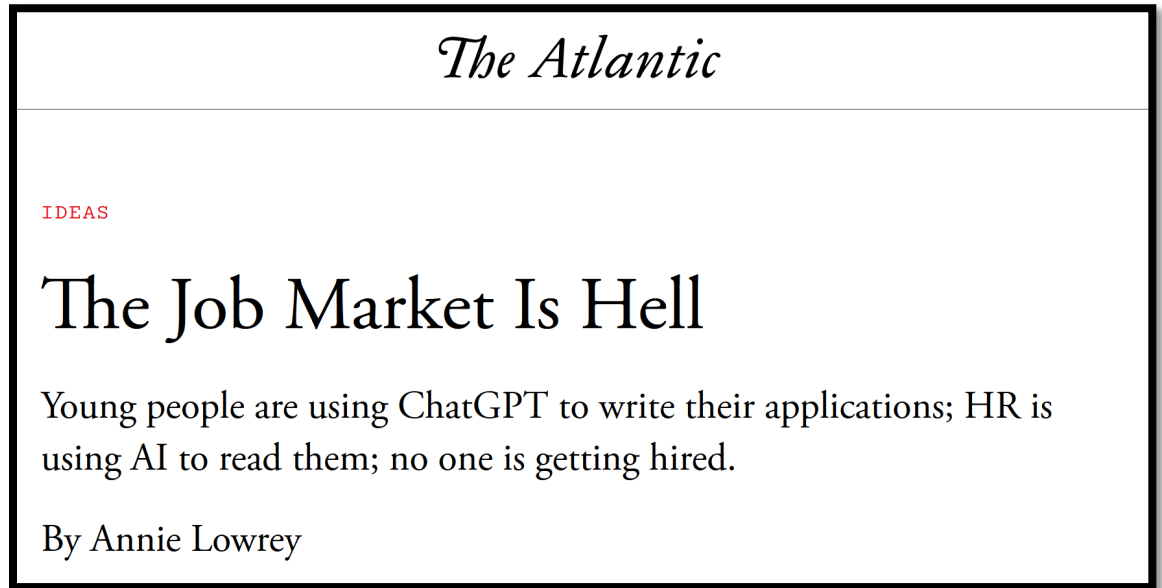 The Atlantic
IDEAS
The Job Market Is Hell
Young people are using ChatGPT to write their applications; HR is
using AI to read them; no one is getting hired.
By Annie Lowrey